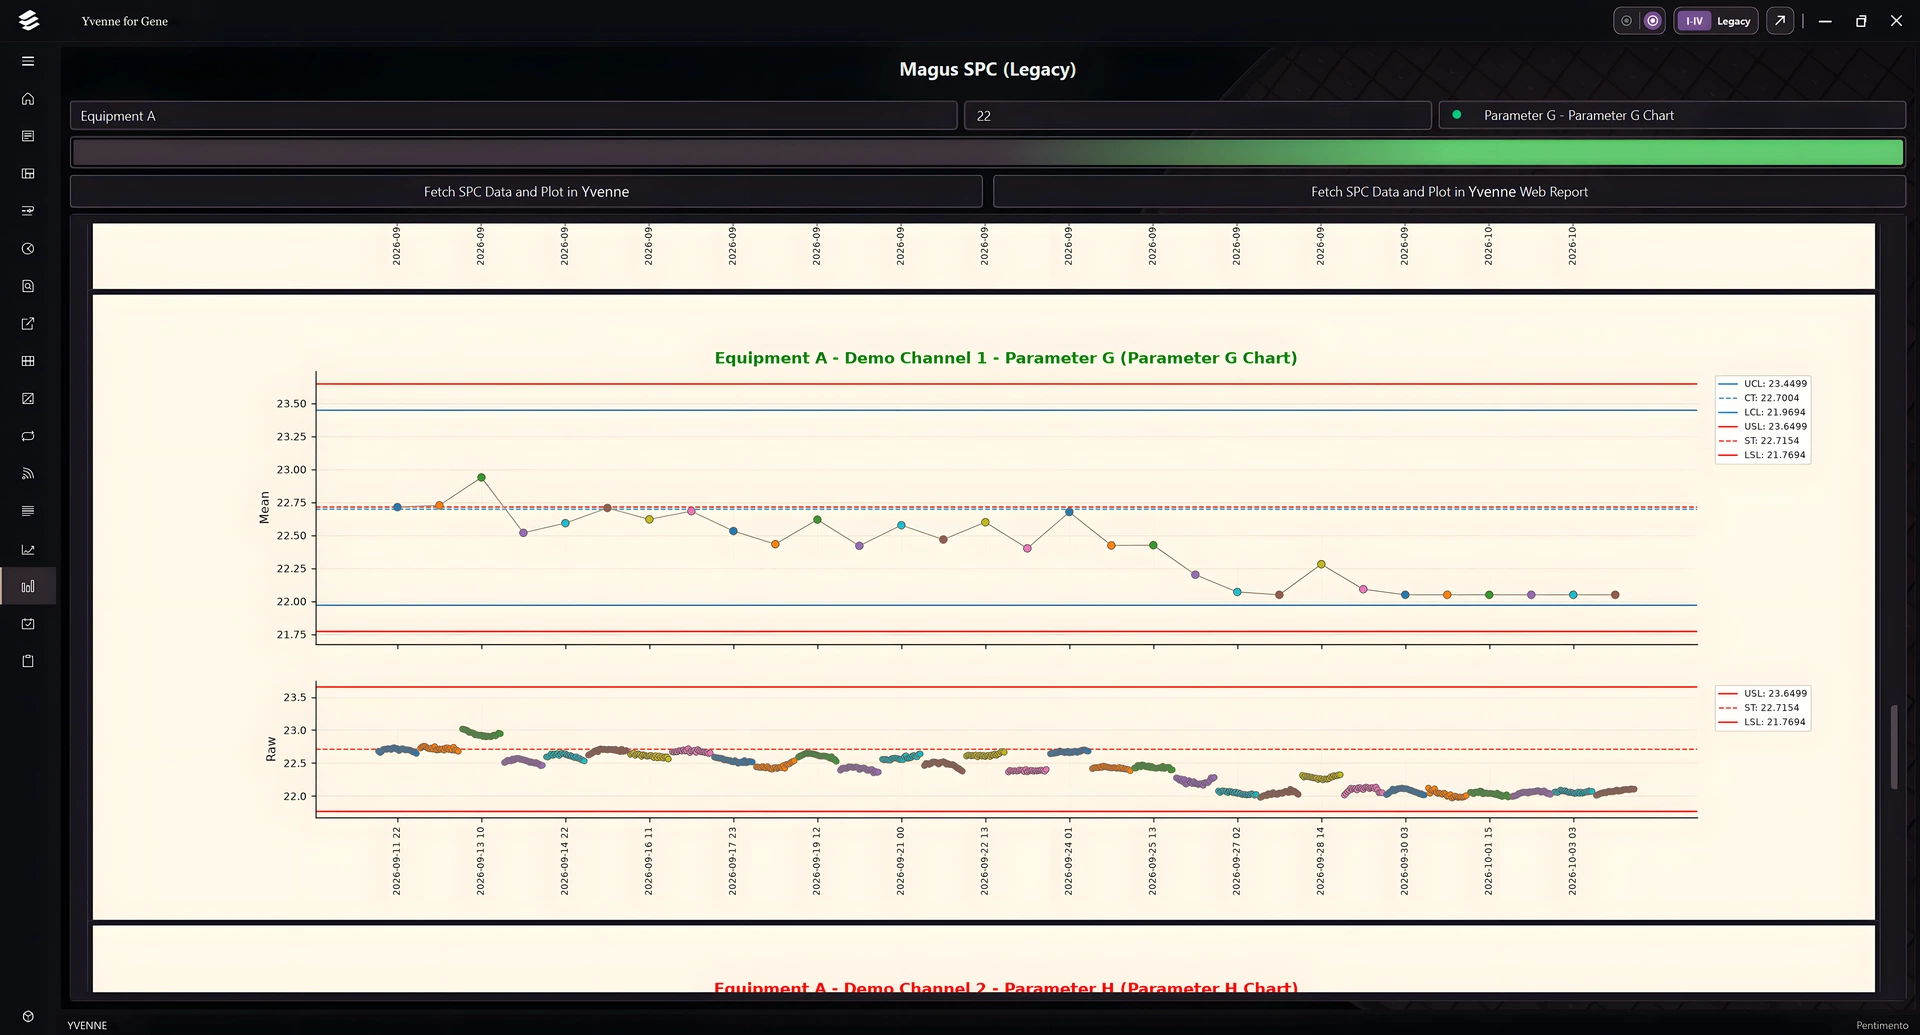 Yvenne for Gene
I-IV Legacy
Magus SPC (Legacy)
Equipment A
22
Parameter G - Parameter G Chart
Fetch SPC Data and Plot in Yvenne
Fetch SPC Data and Plot in Yvenne Web Report
2026-09-
2026-09-
2026-09-
2026-09-
2026-09-
2026-09-
2026-09-
2026-09-
2026-09-
2026-09-
2026-09-
2026-09-
2026-09-
2026-10-
2026-10-
Equipment A - Demo Channel 1 - Parameter G (Parameter G Chart)
Mean
23.50
23.25
23.00
22.75
22.50
22.25
22.00
21.75
UCL: 23.4499
CT: 22.7004
LCL: 21.9694
USL: 23.6499
ST: 22.7154
LSL: 21.7694
Raw
23.5
23.0
22.5
22.0
USL: 23.6499
ST: 22.7154
LSL: 21.7694
2026-09-11 22
2026-09-13 10
2026-09-14 22
2026-09-16 11
2026-09-17 23
2026-09-19 12
2026-09-21 00
2026-09-22 13
2026-09-24 01
2026-09-25 13
2026-09-27 02
2026-09-28 14
2026-09-30 03
2026-10-01 15
2026-10-03 03
Equipment A - Demo Channel 2 - Parameter H (Parameter H Chart)
YVENNE
Pentimento